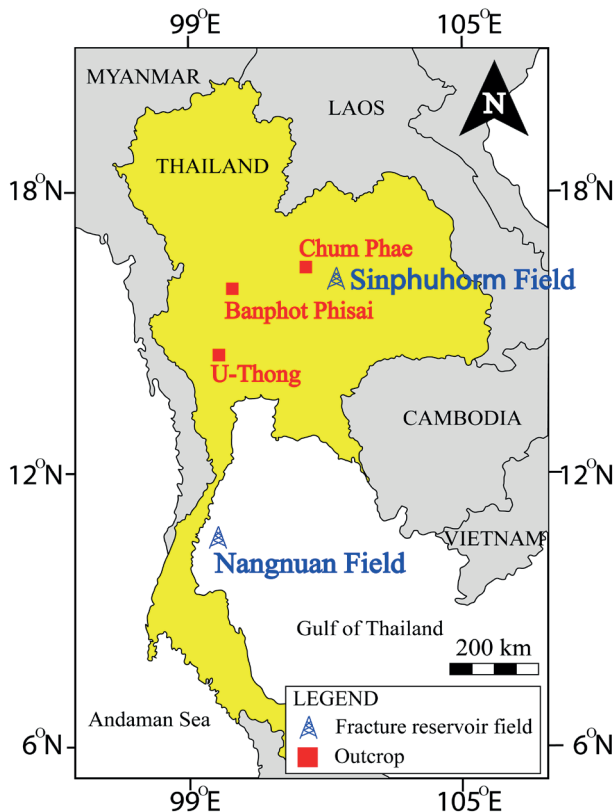 99°E
105°E
MYANMAR
N
LAOS
THAILAND
18°N
18°N
Chum Phae
Sinphuhorm Field
Banphot Phisai
U-Thong
CAMBODIA
12°N
12°N
VIETNAM
Nangnuan Field
Gulf of Thailand
200 km
LEGEND
Andaman Sea
Fracture reservoir field
6°N
6°N
Outcrop
99°E
105°E